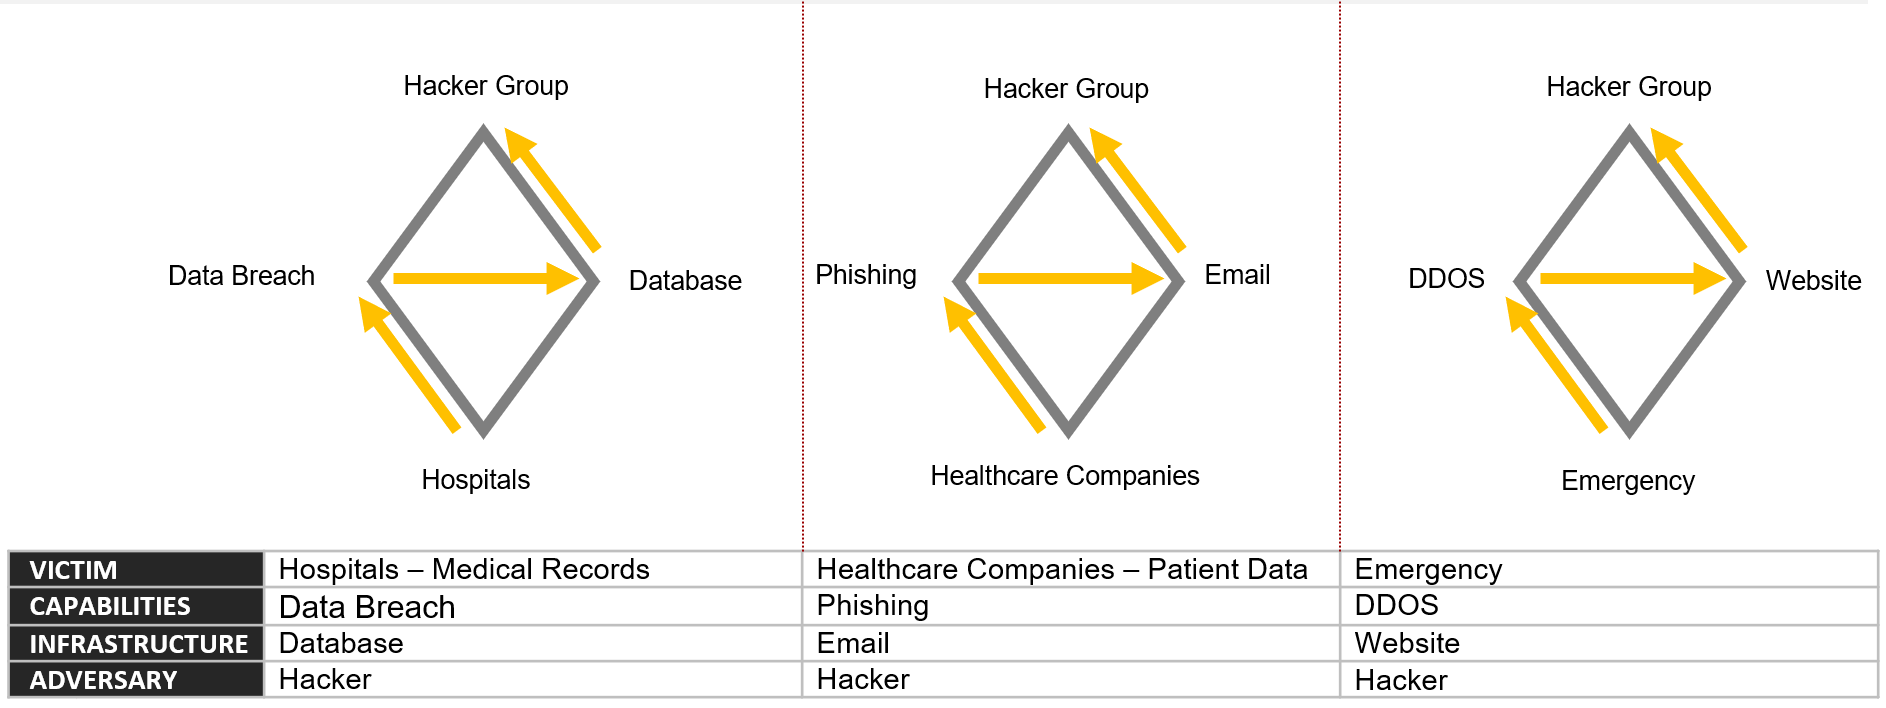 Hacker Group
Data Breach
Database
Hospitals
Hacker Group
Phishing
Email
Healthcare Companies
Hacker Group
DDOS
Website
Emergency
VICTIM Hospitals – Medical Records Healthcare Companies – Patient Data Emergency
CAPABILITIES Data Breach Phishing DDOS
INFRASTRUCTURE Database Email Website
ADVERSARY Hacker Hacker Hacker